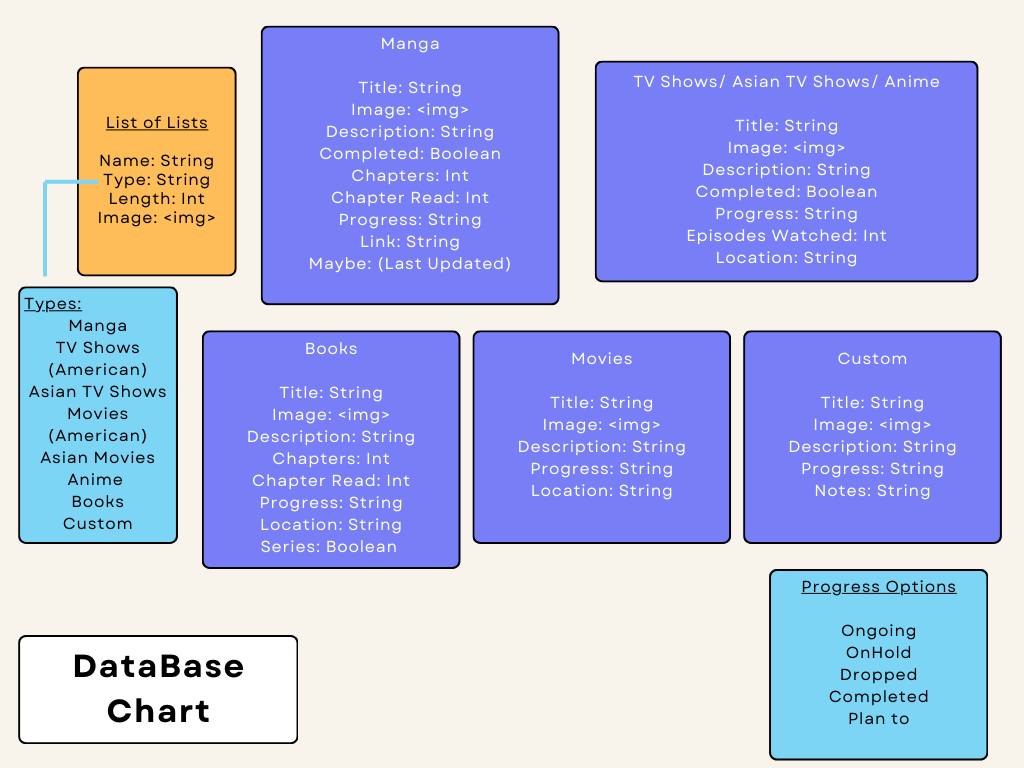 List of Lists
Name: String
Type: String
Length: Int
Image: <img>
Manga
Title: String
Image: <img>
Description: String
Completed: Boolean
Chapters: Int
Chapter Read: Int
Progress: String
Link: String
Maybe: (Last Updated)
TV Shows/ Asian TV Shows/ Anime
Title: String
Image: <img>
Description: String
Completed: Boolean
Progress: String
Episodes Watched: Int
Location: String
Types:
Manga
TV Shows
(American)
Asian TV Shows
Movies
(American)
Asian Movies
Anime
Books
Custom
Books
Title: String
Image: <img>
Description: String
Chapters: Int
Chapter Read: Int
Progress: String
Location: String
Series: Boolean
Movies
Title: String
Image: <img>
Description: String
Progress: String
Location: String
Custom
Title: String
Image: <img>
Description: String
Progress: String
Notes: String
Progress Options
Ongoing
OnHold
Dropped
Completed
Plan to
DataBase
Chart